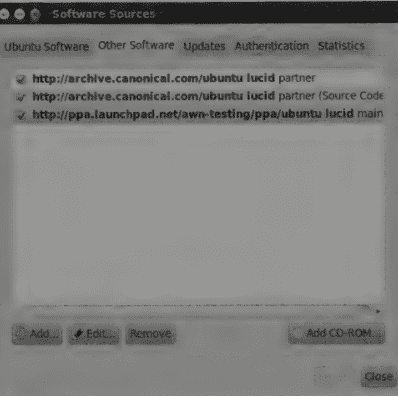 Software Sources
Ubuntu Software Other Software Updates Authentication Statistics
http://archive.canonical.com/ubuntu lucid partner
http://archive.canonical.com/ubuntu lucid partner (Source Code
http://ppa.launchpad.net/awn-testing/ppa/ubuntu lucid main
Add... Edit... Remove Add CD-ROM...
Close